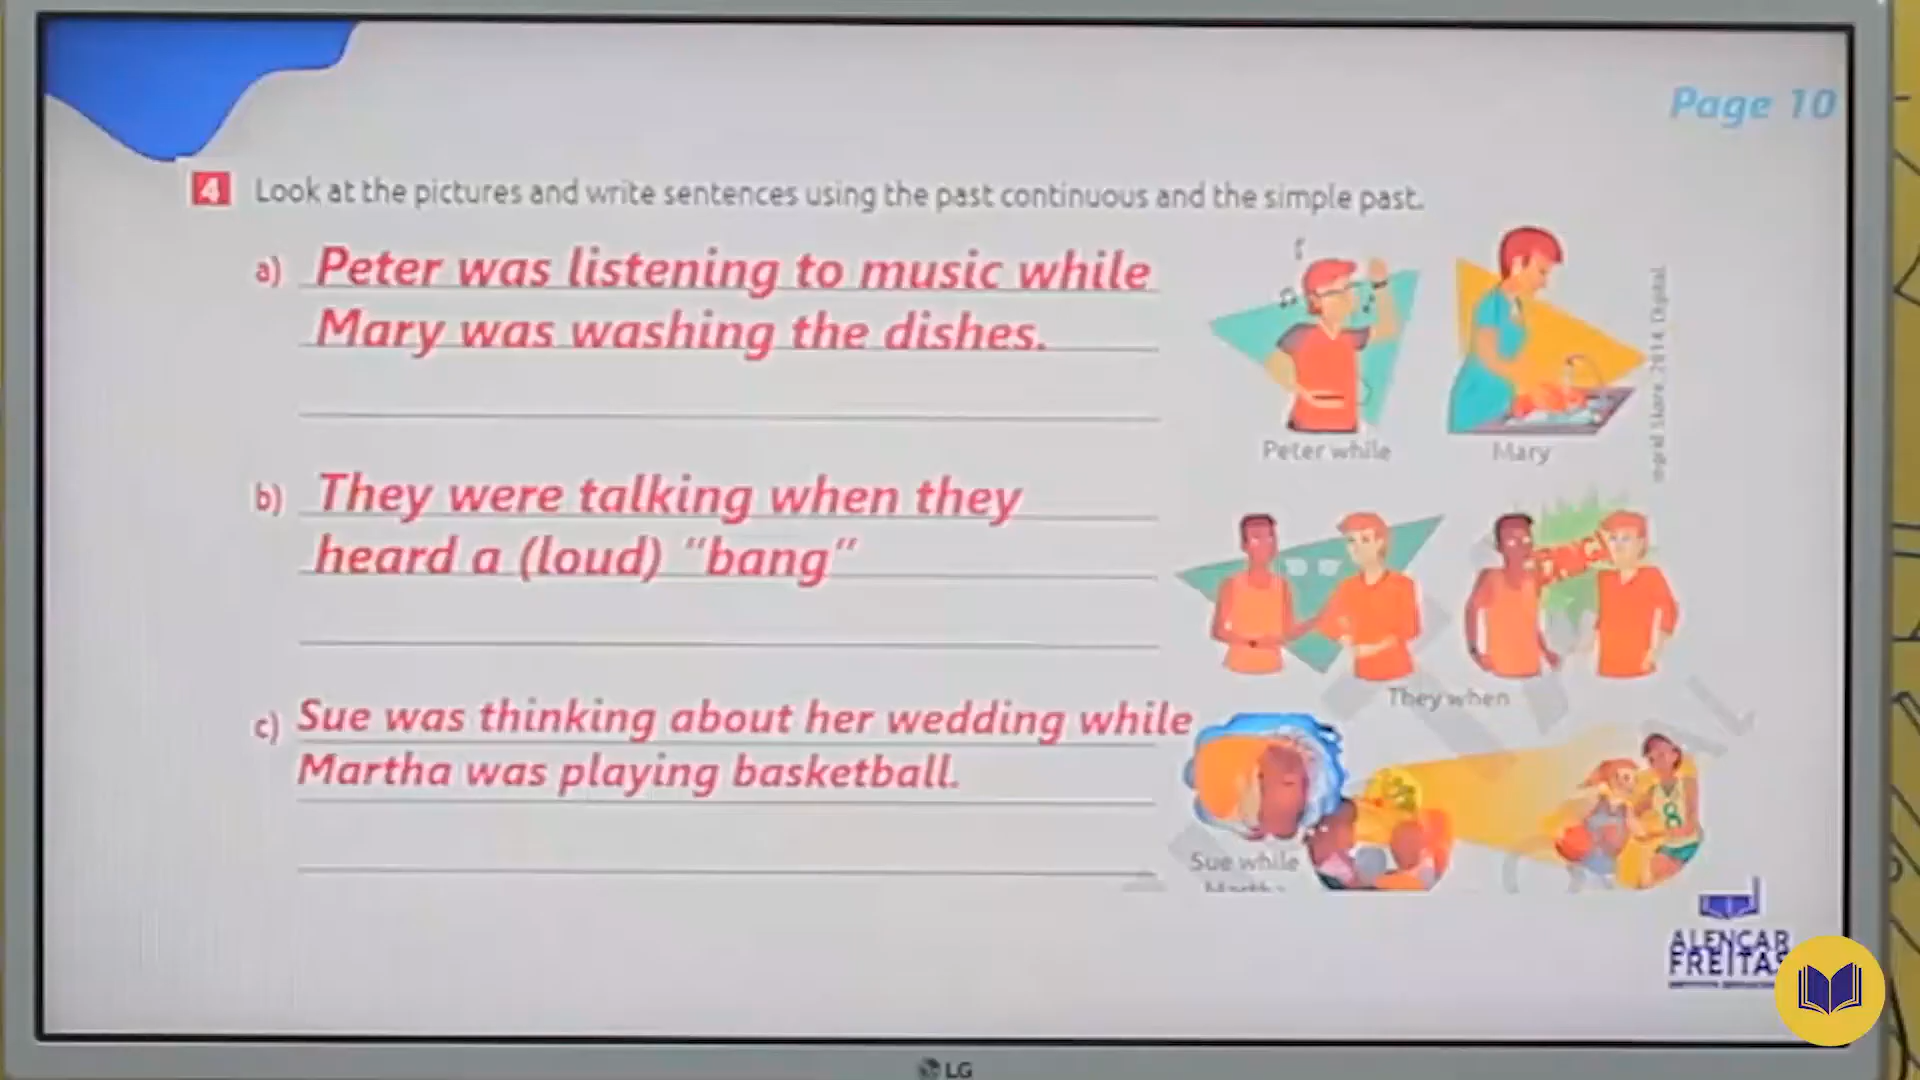 Page 10
4 Look at the pictures and write sentences using the past continuous and the simple past.
a) Peter was listening to music while
Mary was washing the dishes.
Peter while
Mary
b) They were talking when they
heard a (loud) "bang"
They when
c) Sue was thinking about her wedding while
Martha was playing basketball.
Sue while
Martha
8
ALENCAR
FREITAS
LG